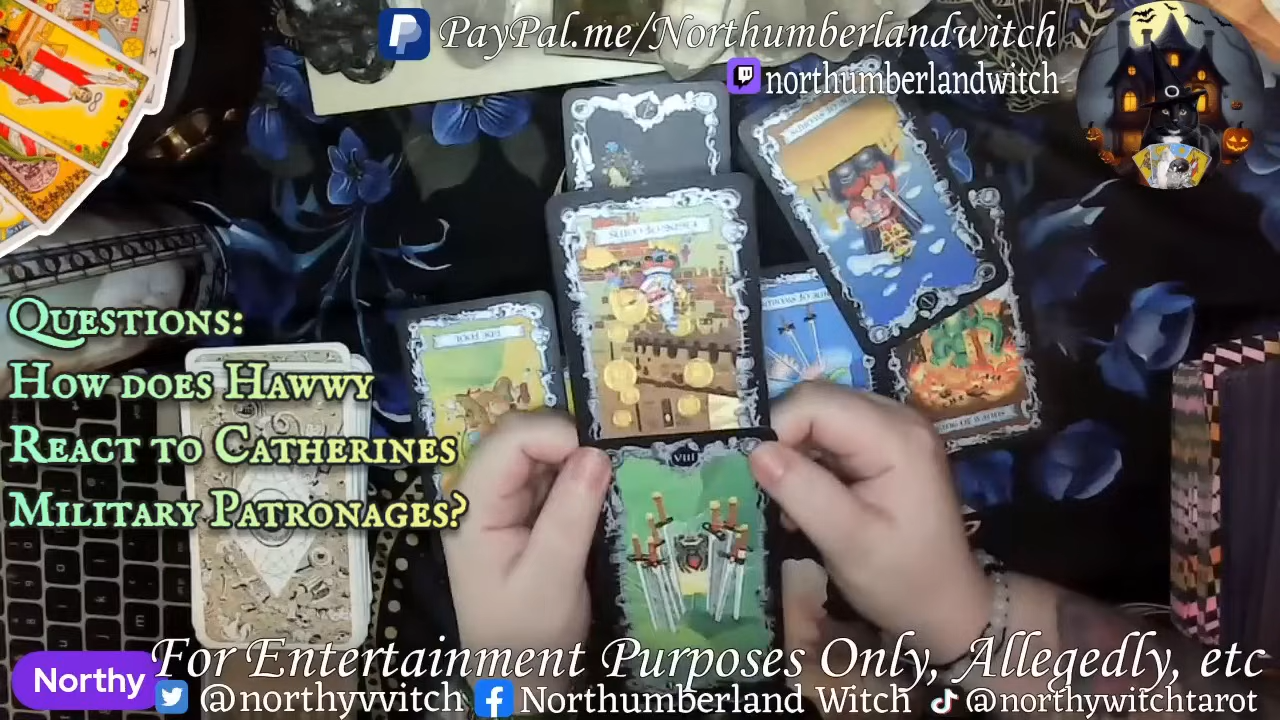 PayPal.me/Northumberlandwitch
northumberlandwitch
Questions:
How does Hawwy
React to Catherines
Military Patronages?
VIII
For Entertainment Purposes Only, Allegedly, etc
Northy
@northyvvitch
Northumberland Witch
@northywitchtarot